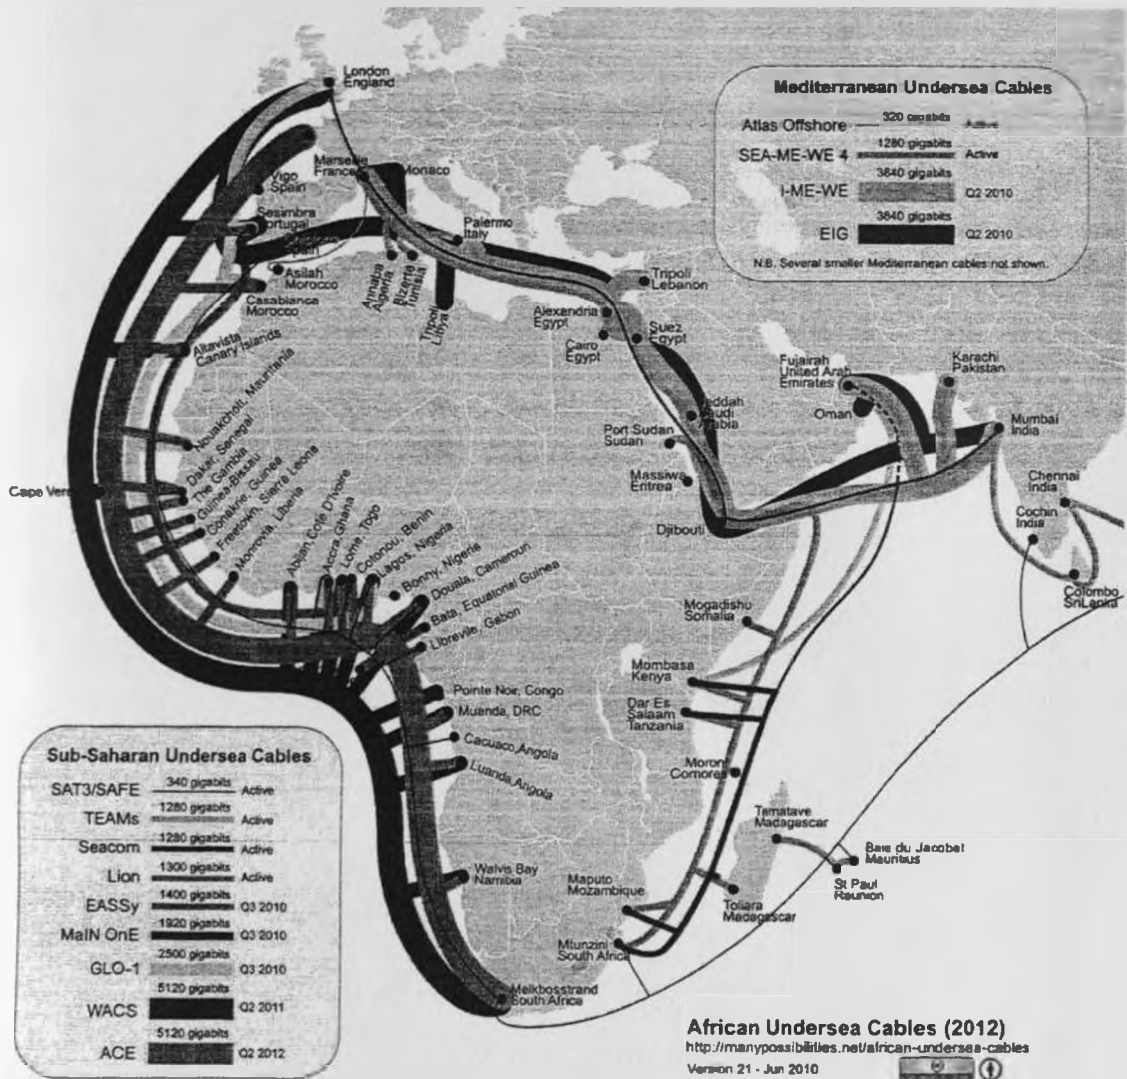 London
England
Vigo
Spain
Sesimbra
Portugal
Marseille
France
Monaco
Palermo
Italy
Asilah
Morocco
Casablanca
Morocco
Annaba
Algeria
Bizerte
Tunisia
Tripoli
Libya
Tripoli
Lebanon
Alexandria
Egypt
Cairo
Egypt
Suez
Egypt
Altavista
Canary Islands
Jeddah
Saudi
Arabia
Port Sudan
Sudan
Massiwa
Eritrea
Djibouti
Fujairah
United Arab
Emirates
Oman
Karachi
Pakistan
Mumbai
India
Chennai
India
Cochin
India
Colombo
SriLanka
Nouakchott, Mauritania
Cape Verde
Dakar, Senegal
The Gambia
Guinea-Bissau
Conakrie, Guinea
Freetown, Sierra Leone
Monrovia, Liberia
Abijan, Cote D'Ivoire
Accra, Ghana
Lome, Togo
Cotonou, Benin
Lagos, Nigeria
Bonny, Nigeria
Douala, Cameroun
Bata, Equatorial Guinea
Libreville, Gabon
Pointe Noir, Congo
Muanda, DRC
Cacuaco, Angola
Luanda, Angola
Walvis Bay
Namibia
Melkbosstrand
South Africa
Mogadishu
Somalia
Mombasa
Kenya
Dar Es
Salaam
Tanzania
Moroni
Comores
Tamatave
Madagascar
Baie du Jacobet
Mauritius
St Paul
Reunion
Toliara
Madagascar
Maputo
Mozambique
Mtunzini
South Africa
Mediterranean Undersea Cables
Atlas Offshore 320 gigabits Active
SEA-ME-WE 4 1280 gigabits Active
I-ME-WE 3840 gigabits Q2 2010
EIG 3840 gigabits Q2 2010
N.B. Several smaller Mediterranean cables not shown.
Sub-Saharan Undersea Cables
SAT3/SAFE 340 gigabits Active
TEAMs 1280 gigabits Active
Seacom 1280 gigabits Active
Lion 1300 gigabits Active
EASSy 1400 gigabits Q3 2010
MaIN OnE 1920 gigabits Q3 2010
GLO-1 2500 gigabits Q3 2010
WACS 5120 gigabits Q2 2011
ACE 5120 gigabits Q2 2012
African Undersea Cables (2012)
http://manypossibilities.net/african-undersea-cables
Version 21 - Jun 2010